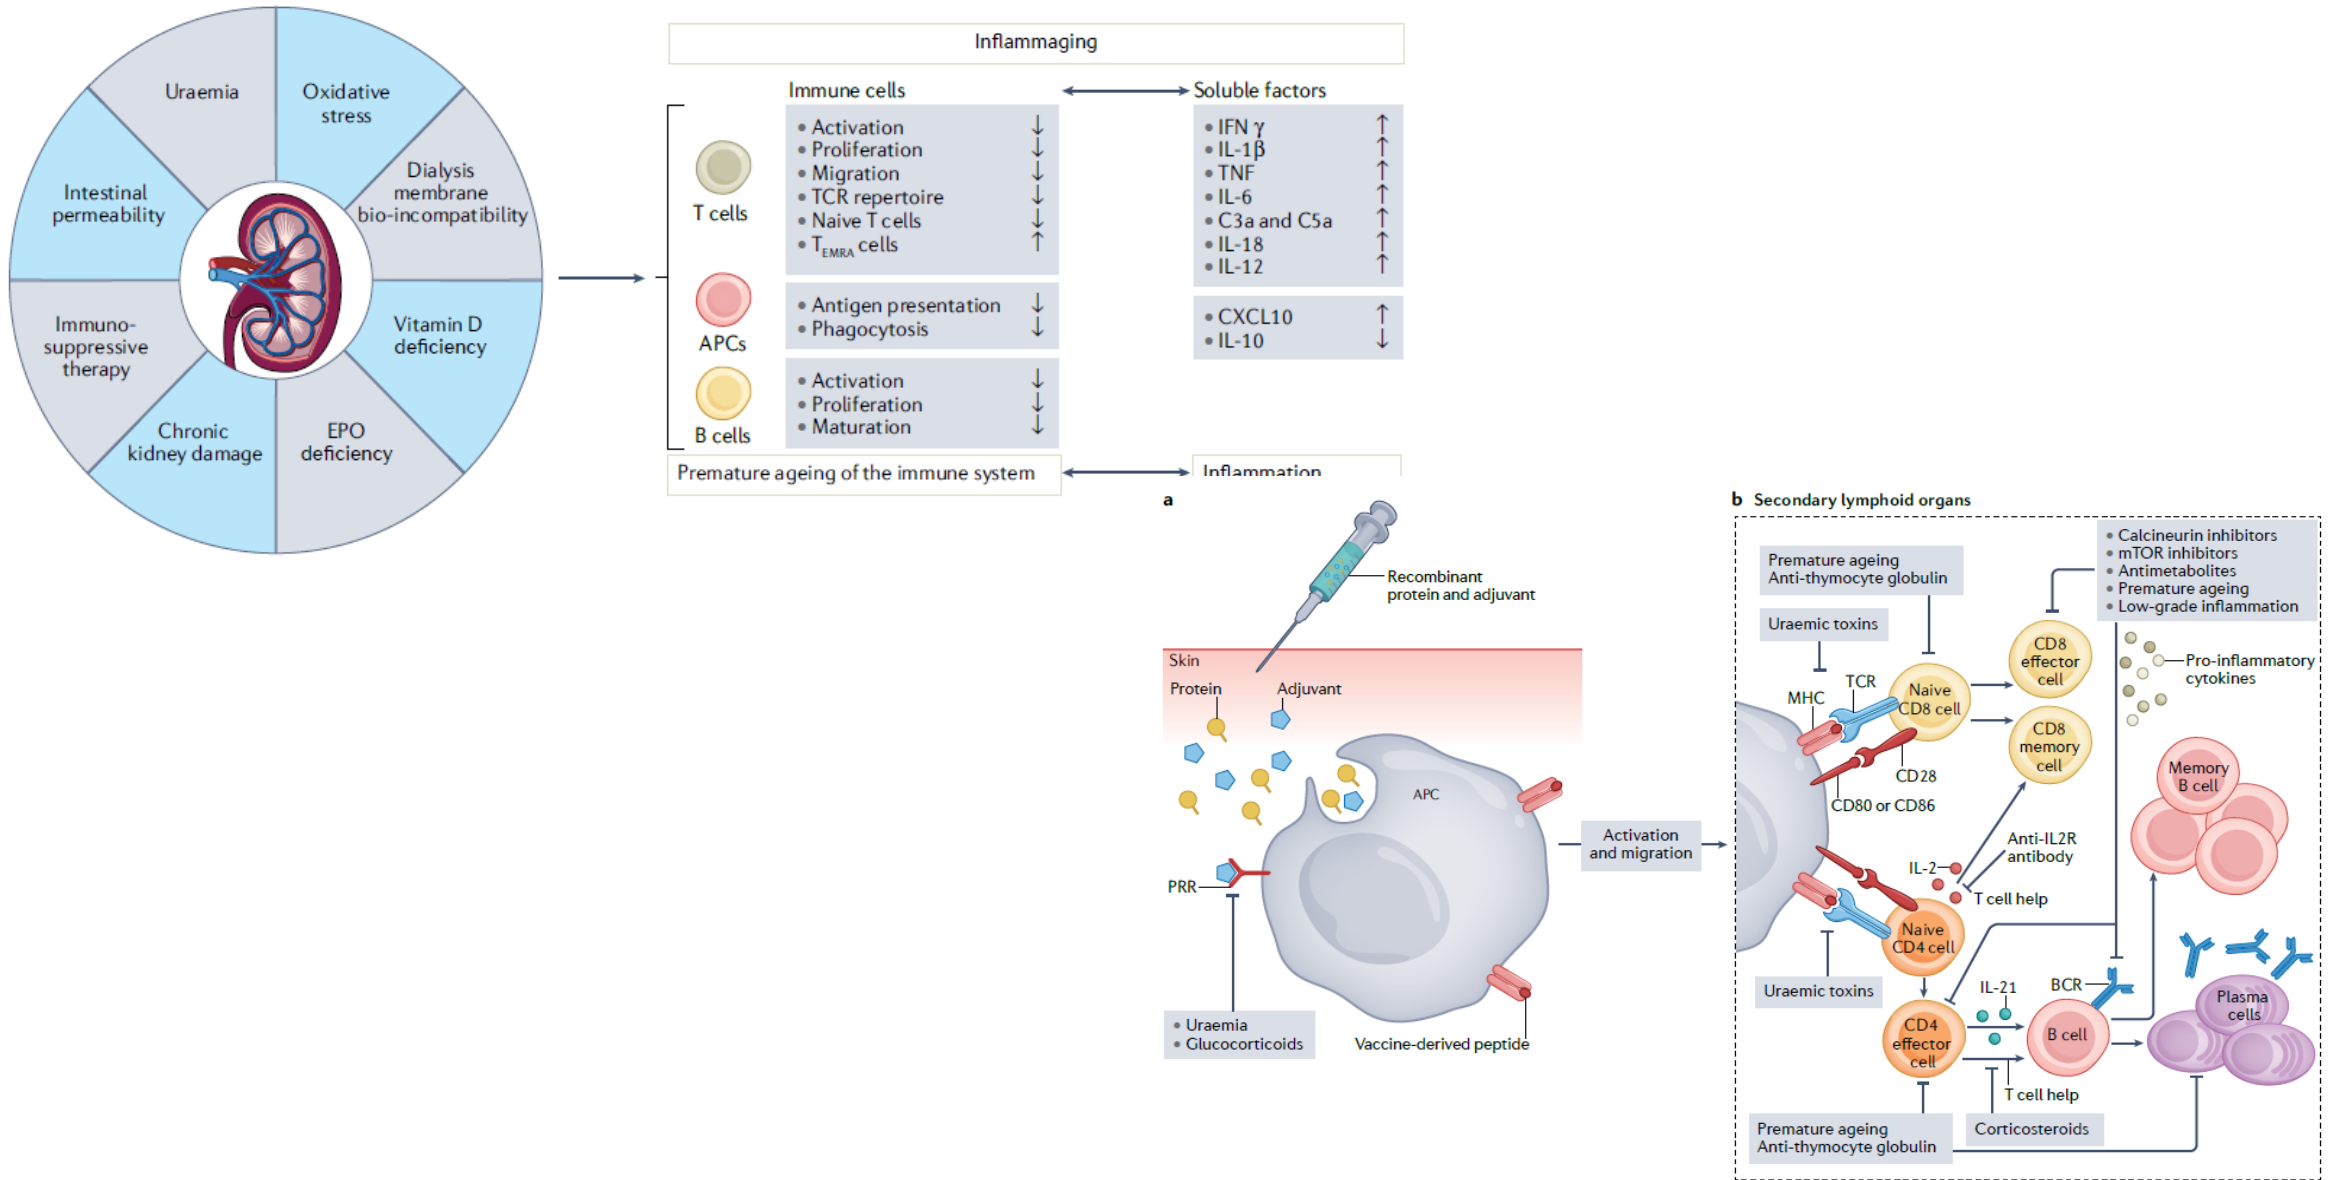 Uraemia
Oxidative
stress
Dialysis
membrane
bio-incompatibility
Vitamin D
deficiency
EPO
deficiency
Chronic
kidney damage
Immuno-
suppressive
therapy
Intestinal
permeability
Inflammaging
Immune cells
Soluble factors
T cells
• Activation ↓
• Proliferation ↓
• Migration ↓
• TCR repertoire ↓
• Naive T cells ↓
• TEMRA cells ↑
APCs
• Antigen presentation ↓
• Phagocytosis ↓
B cells
• Activation ↓
• Proliferation ↓
• Maturation ↓
• IFN γ ↑
• IL-1β ↑
• TNF ↑
• IL-6 ↑
• C3a and C5a ↑
• IL-18 ↑
• IL-12 ↑
• CXCL10 ↑
• IL-10 ↓
Premature ageing of the immune system
Inflammation
a
Recombinant
protein and adjuvant
Skin
Protein
Adjuvant
APC
PRR
• Uraemia
• Glucocorticoids
Vaccine-derived peptide
Activation
and migration
b Secondary lymphoid organs
Premature ageing
Anti-thymocyte globulin
Uraemic toxins
• Calcineurin inhibitors
• mTOR inhibitors
• Antimetabolites
• Premature ageing
• Low-grade inflammation
MHC
TCR
Naive
CD8 cell
CD8
effector
cell
CD8
memory
cell
Pro-inflammatory
cytokines
CD28
CD80 or CD86
Memory
B cell
Anti-IL2R
antibody
IL-2
T cell help
Naive
CD4 cell
Uraemic toxins
IL-21
BCR
CD4
effector
cell
B cell
Plasma
cells
T cell help
Premature ageing
Anti-thymocyte globulin
Corticosteroids